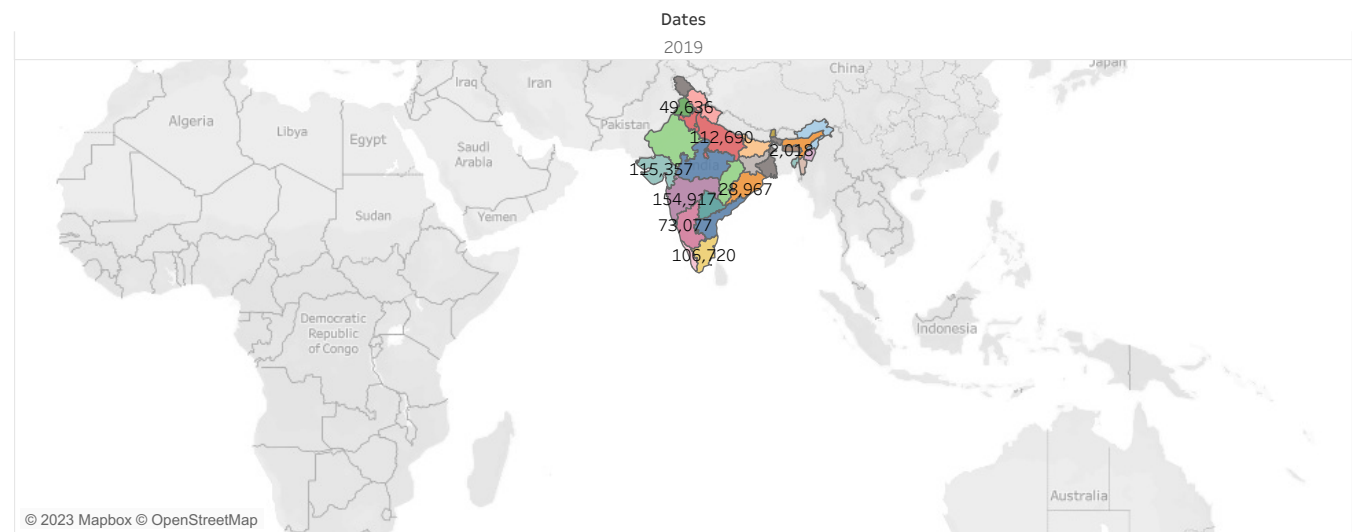 Dates
2019
China
Japan
Iraq
Iran
49,636
Algeria
Pakistan
Libya
Egypt
112,690
Saudi
Arabia
2,018
115,357
India
28,967
154,917
Sudan
Yemen
73,077
106,720
Democratic
Republic
of Congo
Indonesia
Australia
© 2023 Mapbox © OpenStreetMap